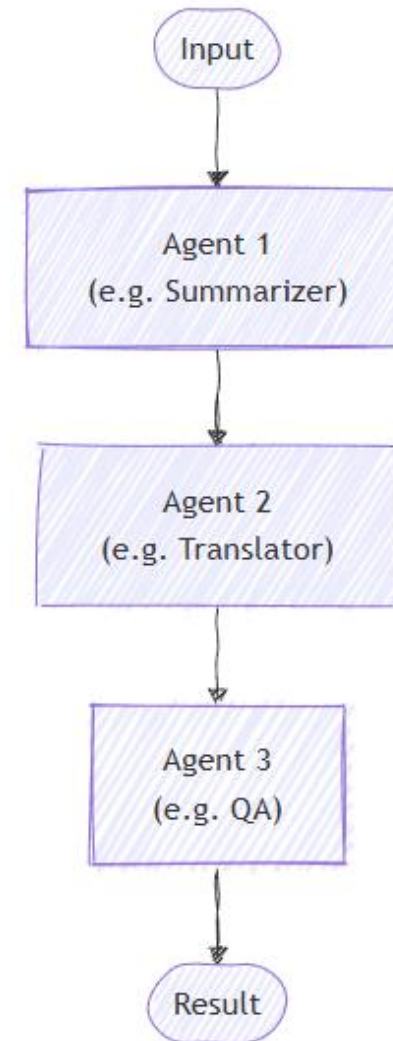 Input
Agent 1
(e.g. Summarizer)
Agent 2
(e.g. Translator)
Agent 3
(e.g. QA)
Result